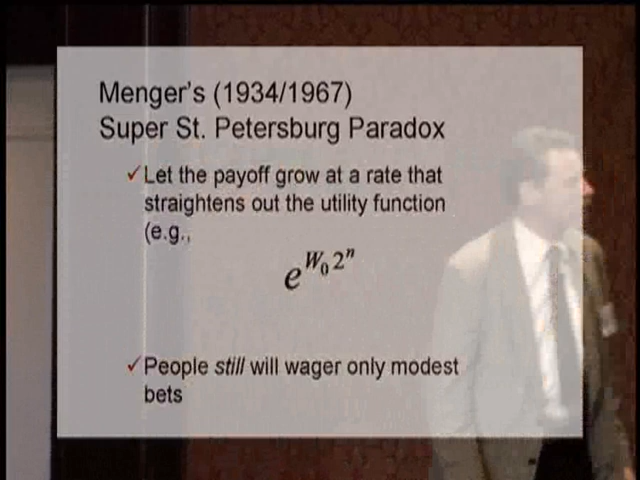 Menger's (1934/1967)
Super St. Petersburg Paradox
✓Let the payoff grow at a rate that
straightens out the utility function
(e.g.,
e^{W_0 2^n}
✓People still will wager only modest
bets